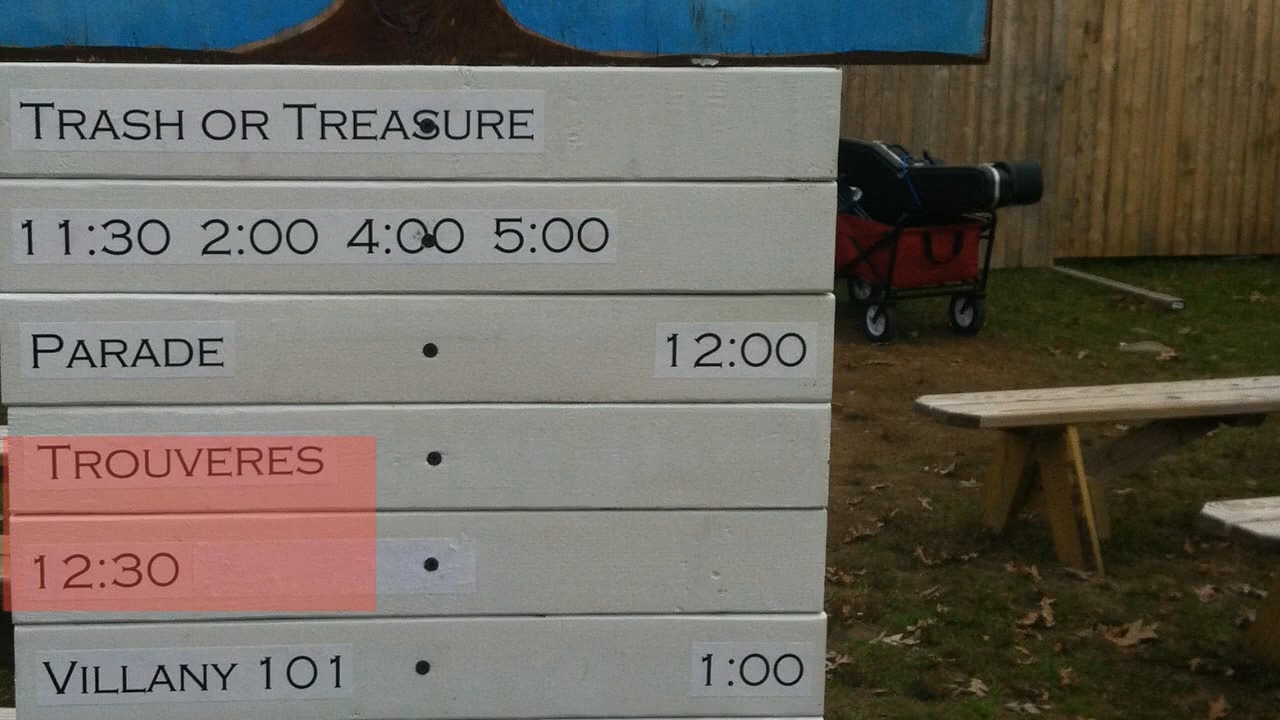 TRASH OR TREASURE
11:30 2:00 4:00 5:00
PARADE 12:00
TROUVERES
12:30
VILLANY 101 1:00